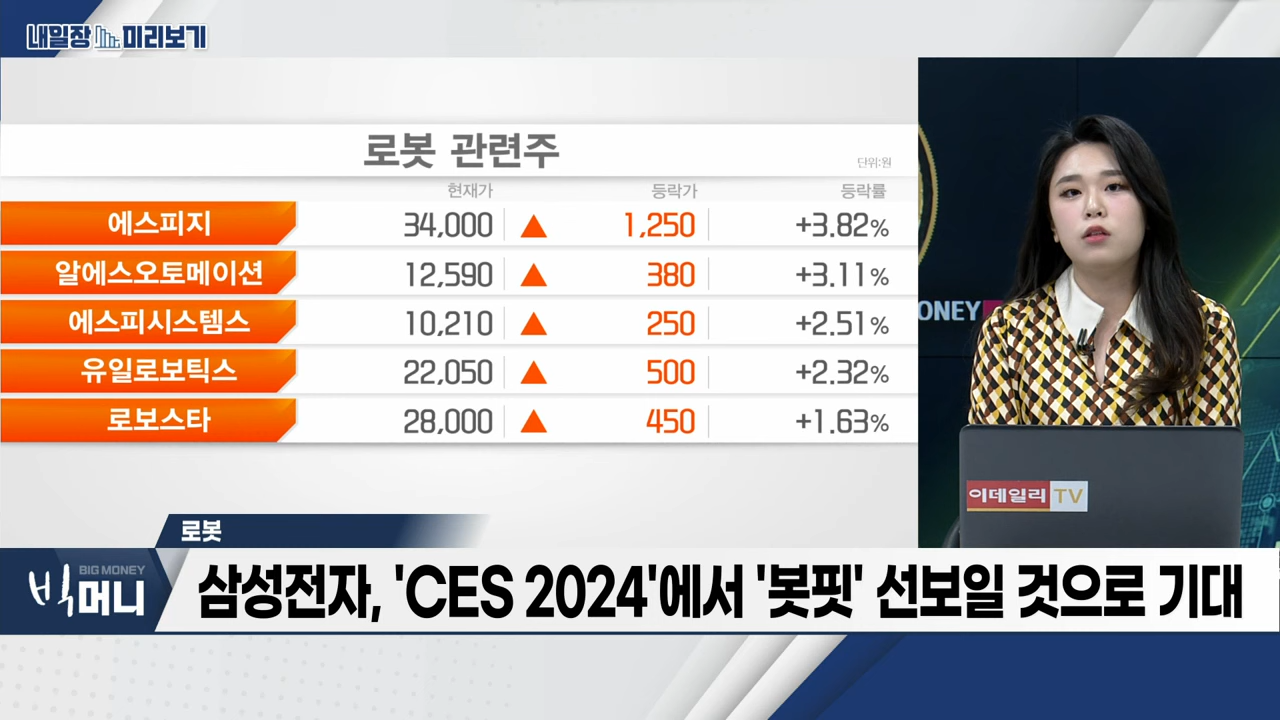 내일장 미리보기
로봇 관련주
단위:원
현재가 등락가 등락률
에스피지 34,000 ▲ 1,250 +3.82%
알에스오토메이션 12,590 ▲ 380 +3.11%
에스피시스템스 10,210 ▲ 250 +2.51%
유일로보틱스 22,050 ▲ 500 +2.32%
로보스타 28,000 ▲ 450 +1.63%
ONEY
이데일리 TV
로봇
BIG MONEY
빅머니
삼성전자, 'CES 2024'에서 '봇핏' 선보일 것으로 기대